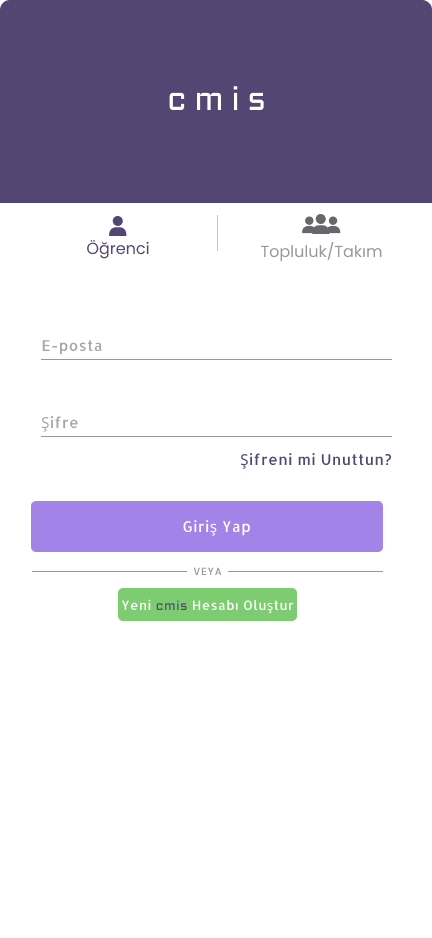 cmis
Öğrenci
Topluluk/Takım
E-posta
Şifre
Şifreni mi Unuttun?
Giriş Yap
VEYA
Yeni cmis Hesabı Oluştur